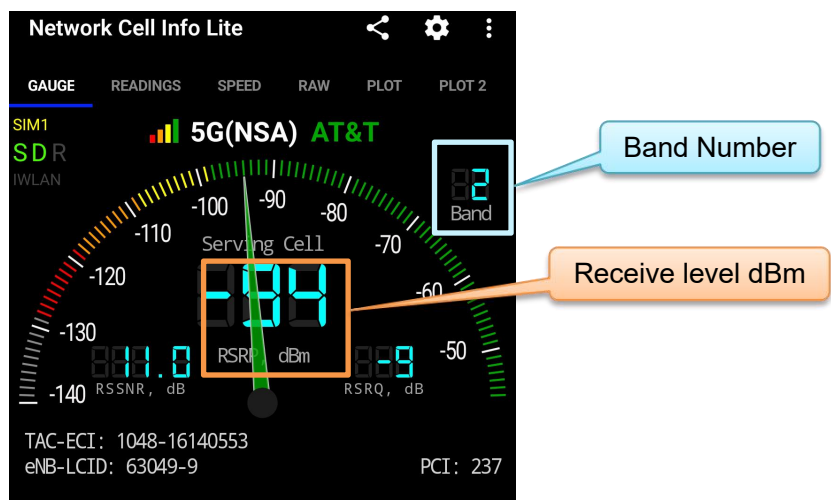 Network Cell Info Lite
GAUGE READINGS SPEED RAW PLOT PLOT 2
SIM1
5G(NSA) AT&T
SDR
IWLAN
Band Number
2
Band
-140
-130
-120
-110
-100
-90
-80
-70
-60
-50
Serving Cell
-94
RSRP, dBm
Receive level dBm
11.0
RSSNR, dB
-9
RSRQ, dB
TAC-ECI: 1048-16140553
eNB-LCID: 63049-9
PCI: 237